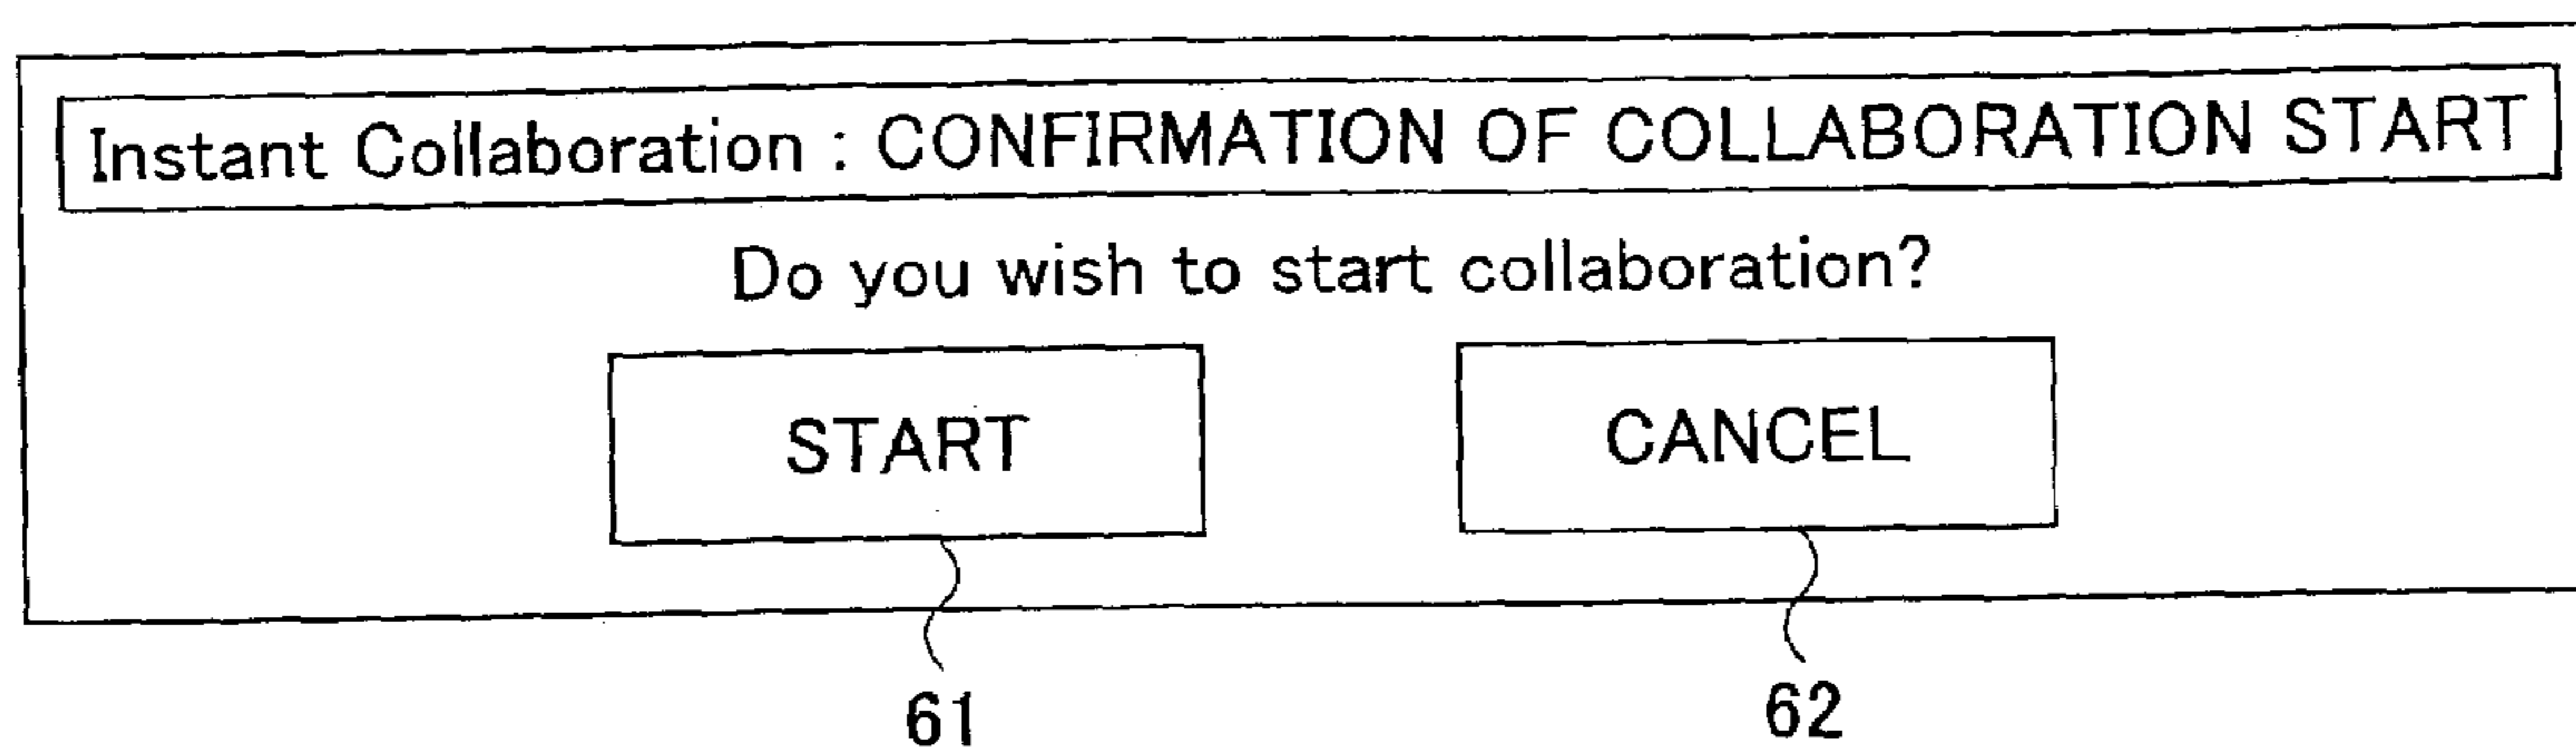 Instant Collaboration : CONFIRMATION OF COLLABORATION START
Do you wish to start collaboration?
START CANCEL
61 62